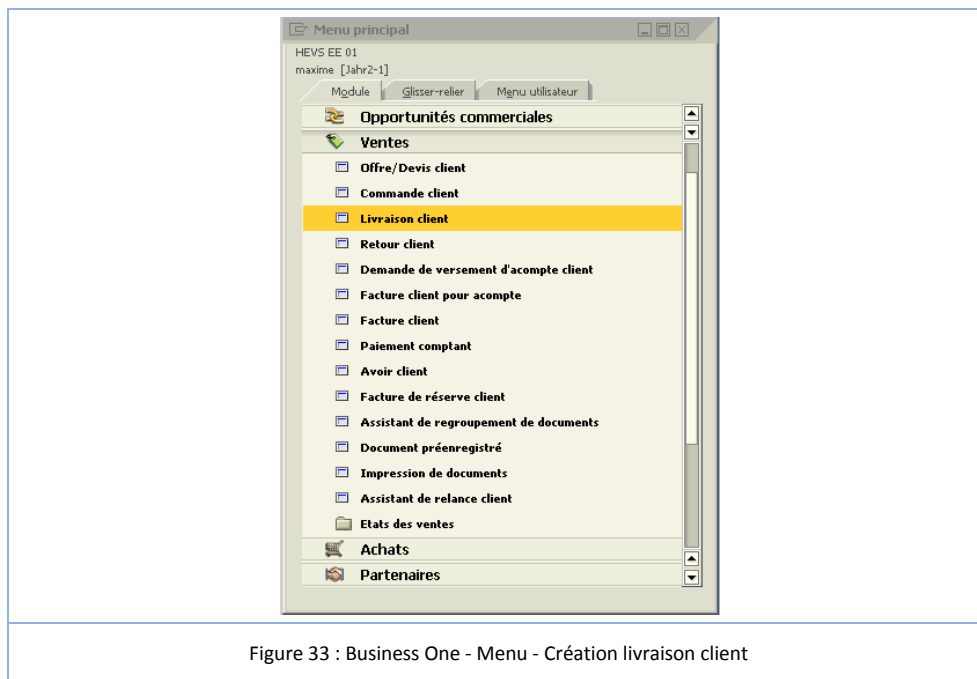 Menu principal
HEVS EE 01
maxime [Jahr2-1]
Module Glisser-relier Menu utilisateur
Opportunités commerciales
Ventes
Offre/Devis client
Commande client
Livraison client
Retour client
Demande de versement d'acompte client
Facture client pour acompte
Facture client
Paiement comptant
Avoir client
Facture de réserve client
Assistant de regroupement de documents
Document préenregistré
Impression de documents
Assistant de relance client
Etats des ventes
Achats
Partenaires
Figure 33 : Business One - Menu - Création livraison client